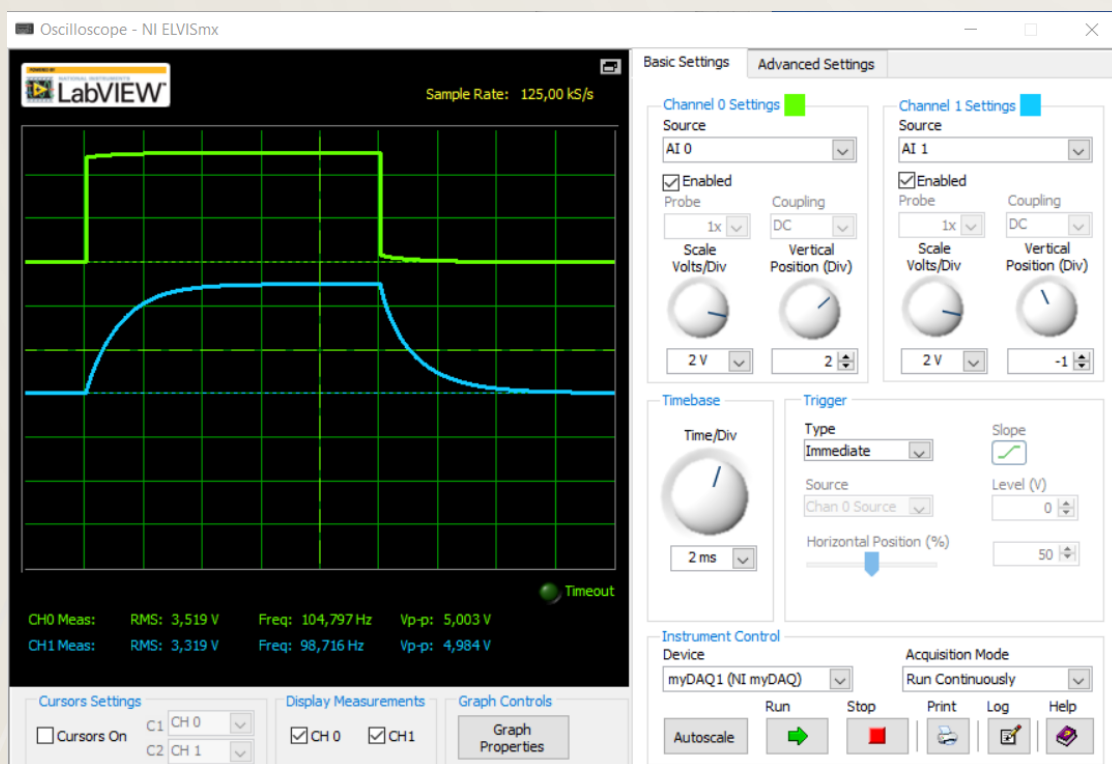 Oscilloscope - NI ELVISmx
POWERED BY
NATIONAL INSTRUMENTS
LabVIEW
Sample Rate: 125,00 kS/s
CH0 Meas: RMS: 3,519 V Freq: 104,797 Hz Vp-p: 5,003 V
CH1 Meas: RMS: 3,319 V Freq: 98,716 Hz Vp-p: 4,984 V
Timeout
Cursors Settings
Cursors On
C1 CH 0
C2 CH 1
Display Measurements
CH 0 CH1
Graph Controls
Graph
Properties
Basic Settings Advanced Settings
Channel 0 Settings
Source
AI 0
Enabled
Probe Coupling
1x DC
Scale Vertical
Volts/Div Position (Div)
2 V 2
Channel 1 Settings
Source
AI 1
Enabled
Probe Coupling
1x DC
Scale Vertical
Volts/Div Position (Div)
2 V -1
Timebase
Time/Div
2 ms
Trigger
Type Slope
Immediate
Source Level (V)
Chan 0 Source 0
Horizontal Position (%)
50
Instrument Control
Device Acquisition Mode
myDAQ1 (NI myDAQ) Run Continuously
Run Stop Print Log Help
Autoscale